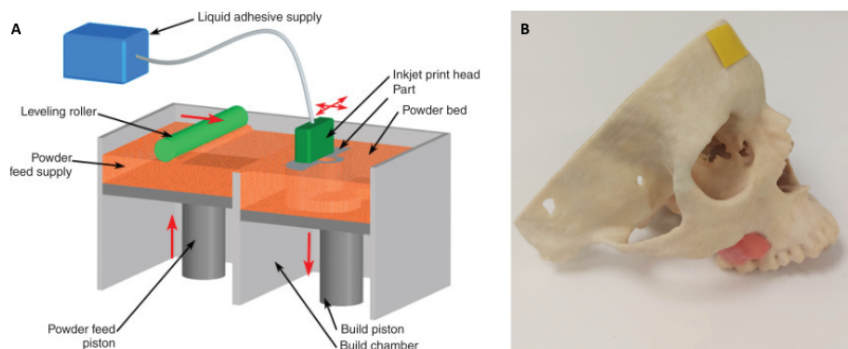 A
Liquid adhesive supply
B
Inkjet print head
Part
Powder bed
Leveling roller
Powder
feed supply
Powder feed
piston
Build piston
Build chamber